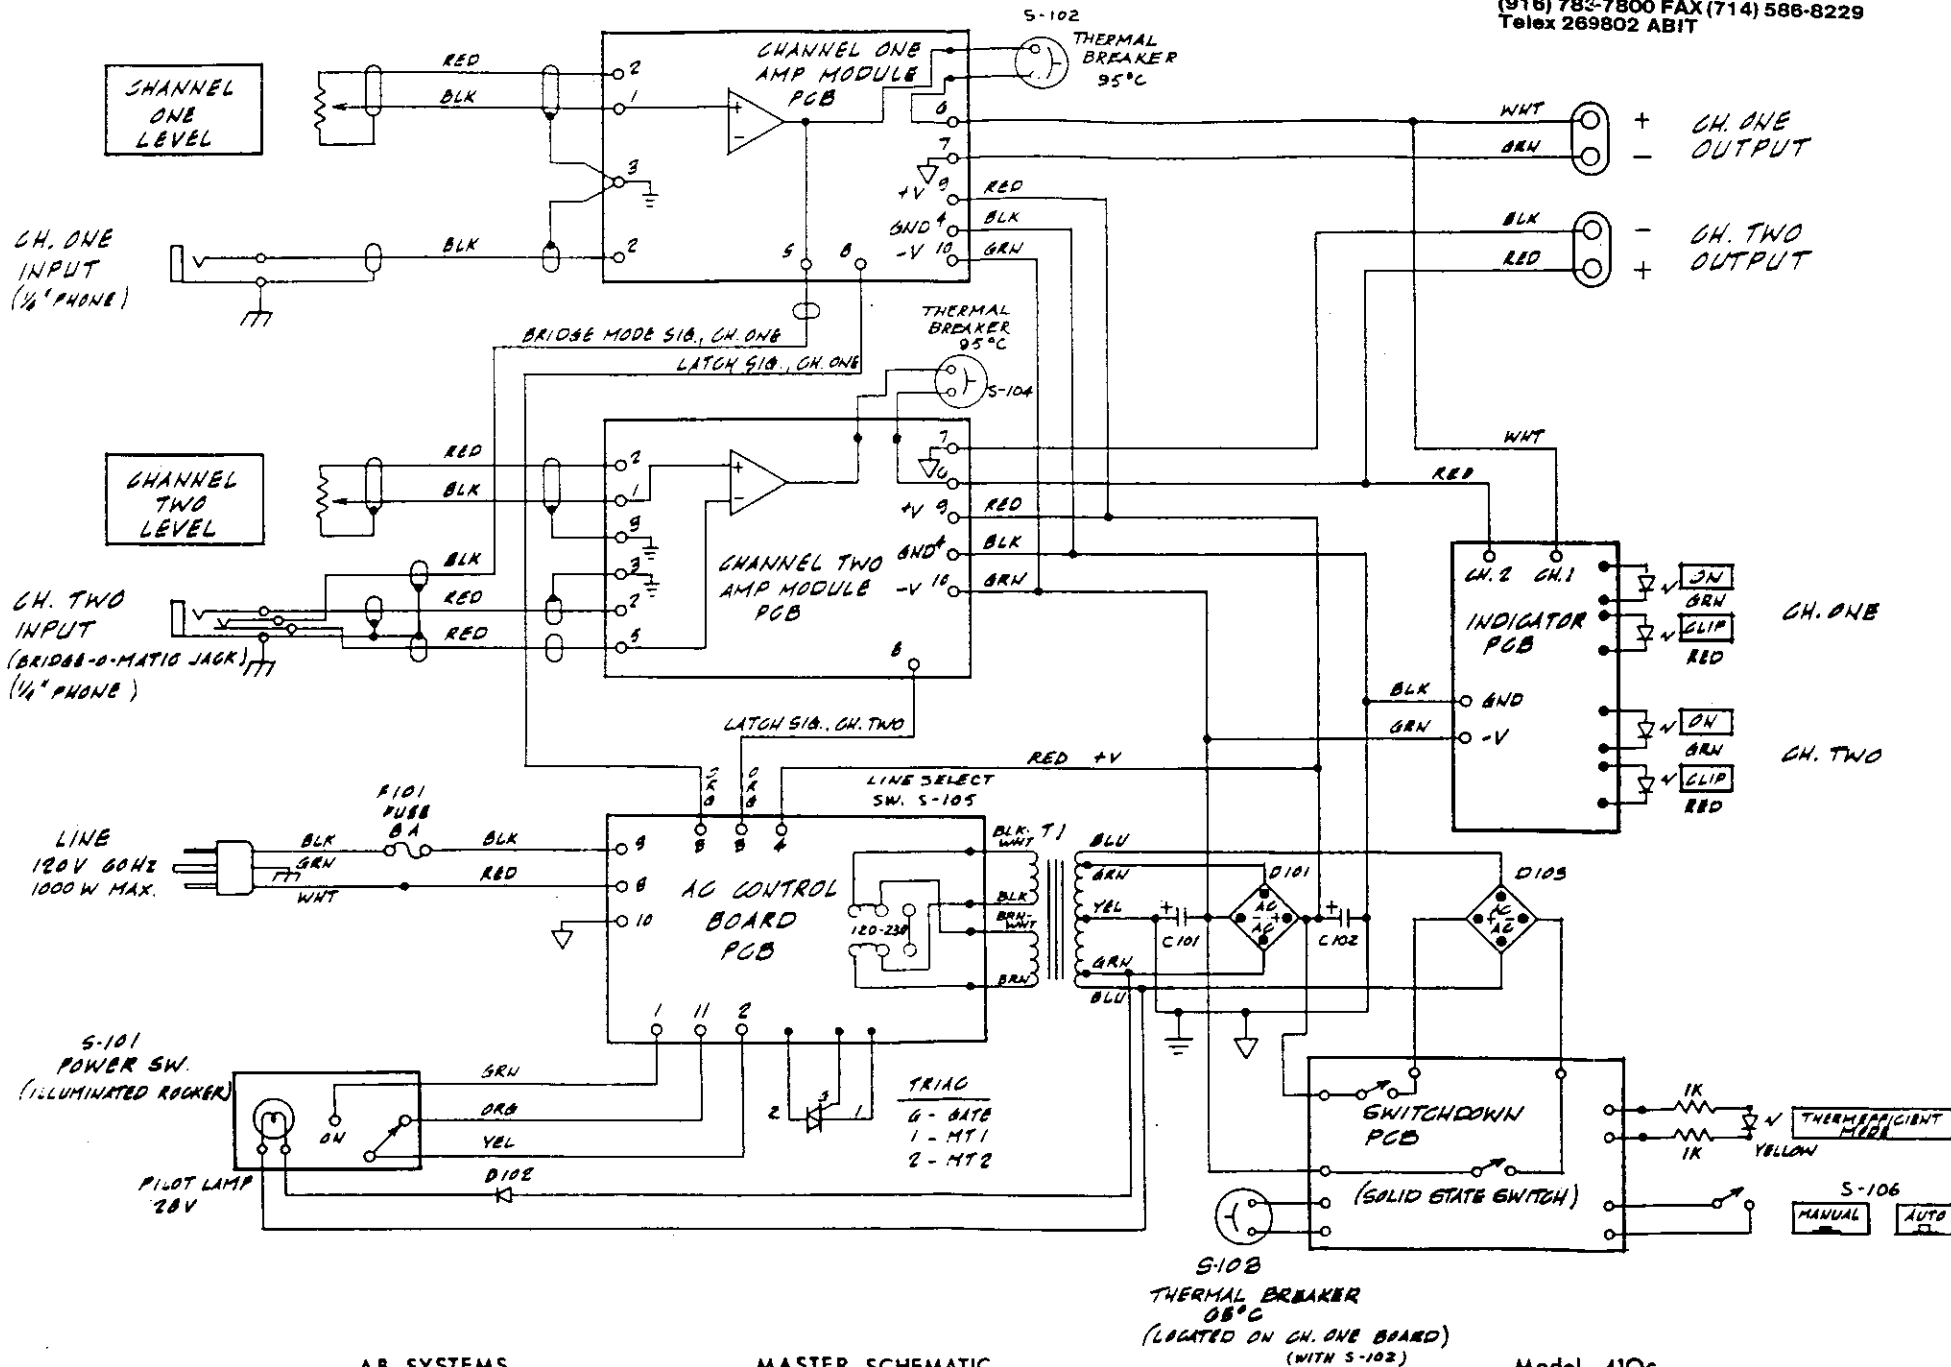 (916) 783-7800 FAX (714) 586-8229
Telex 269802 ABIT
S-102
THERMAL
BREAKER
95°C
CHANNEL ONE
AMP MODULE
PCB
CHANNEL
ONE
LEVEL
RED
BLK
2
1
3
2
+
-
6
7
+V 9
GND 4
-V 10
5
8
RED
BLK
GRN
WHT
GRN
+
-
CH. ONE
OUTPUT
BLK
RED
-
+
CH. TWO
OUTPUT
CH. ONE
INPUT
(1/4" PHONE)
BLK
BRIDGE MODE SIG., CH. ONE
LATCH SIG., CH. ONE
THERMAL
BREAKER
95°C
S-104
CHANNEL
TWO
LEVEL
RED
BLK
2
1
9
3
2
5
+
-
CHANNEL TWO
AMP MODULE
PCB
7
6
+V 9
GND 4
-V 10
8
RED
BLK
GRN
WHT
RED
CH. TWO
INPUT
(BRIDGE-O-MATIC JACK)
(1/4" PHONE)
BLK
RED
RED
CH.2 CH.1
INDICATOR
PCB
GND
-V
BLK
GRN
ON
GRN
CLIP
RED
CH. ONE
ON
GRN
CLIP
RED
CH. TWO
LATCH SIG., CH. TWO
RED +V
LINE SELECT
SW. S-105
ORG
ORG
F101
FUSE
8A
LINE
120V 60HZ
1000 W MAX.
BLK
GRN
WHT
BLK
RED
9
8
10
3
4
AC CONTROL
BOARD
PCB
120-230
BLK-WHT
BLK
BRN-WHT
BRN
T1
BLU
GRN
YEL
GRN
BLU
D101
AC
- +
AC
+
C101
+
C102
D103
AC
+ -
AC
1 11 2
S-101
POWER SW.
(ILLUMINATED ROCKER)
ON
GRN
ORG
YEL
PILOT LAMP
28V
D102
2
G
1
TRIAC
G - GATE
1 - MT1
2 - MT2
SWITCHDOWN
PCB
(SOLID STATE SWITCH)
1K
1K
YELLOW
THERMEFFICIENT
MODE
S-106
MANUAL
AUTO
S-103
THERMAL BREAKER
(LOCATED ON CH. ONE BOARD)
(WITH S-102)
AB SYSTEMS
MASTER SCHEMATIC